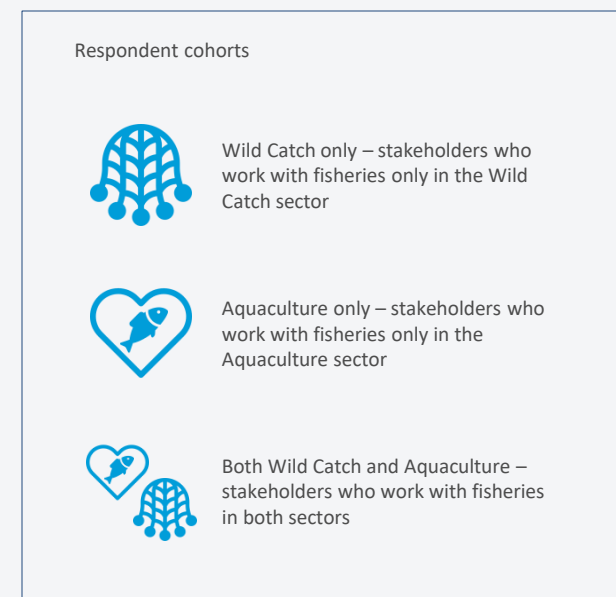 Respondent cohorts
Wild Catch only – stakeholders who
work with fisheries only in the Wild
Catch sector
Aquaculture only – stakeholders who
work with fisheries only in the
Aquaculture sector
Both Wild Catch and Aquaculture –
stakeholders who work with fisheries
in both sectors